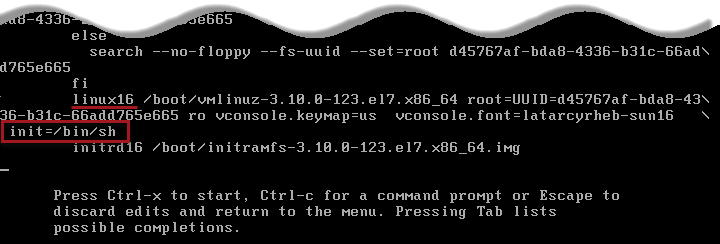 da8-4336-b31c-66add765e665
else
search --no-floppy --fs-uuid --set=root d45767af-bda8-4336-b31c-66ad\
d765e665
fi
linux16 /boot/vmlinuz-3.10.0-123.el7.x86_64 root=UUID=d45767af-bda8-43\
36-b31c-66add765e665 ro vconsole.keymap=us  vconsole.font=latarcyrheb-sun16   \
init=/bin/sh
initrd16 /boot/initramfs-3.10.0-123.el7.x86_64.img
Press Ctrl-x to start, Ctrl-c for a command prompt or Escape to
discard edits and return to the menu. Pressing Tab lists
possible completions.